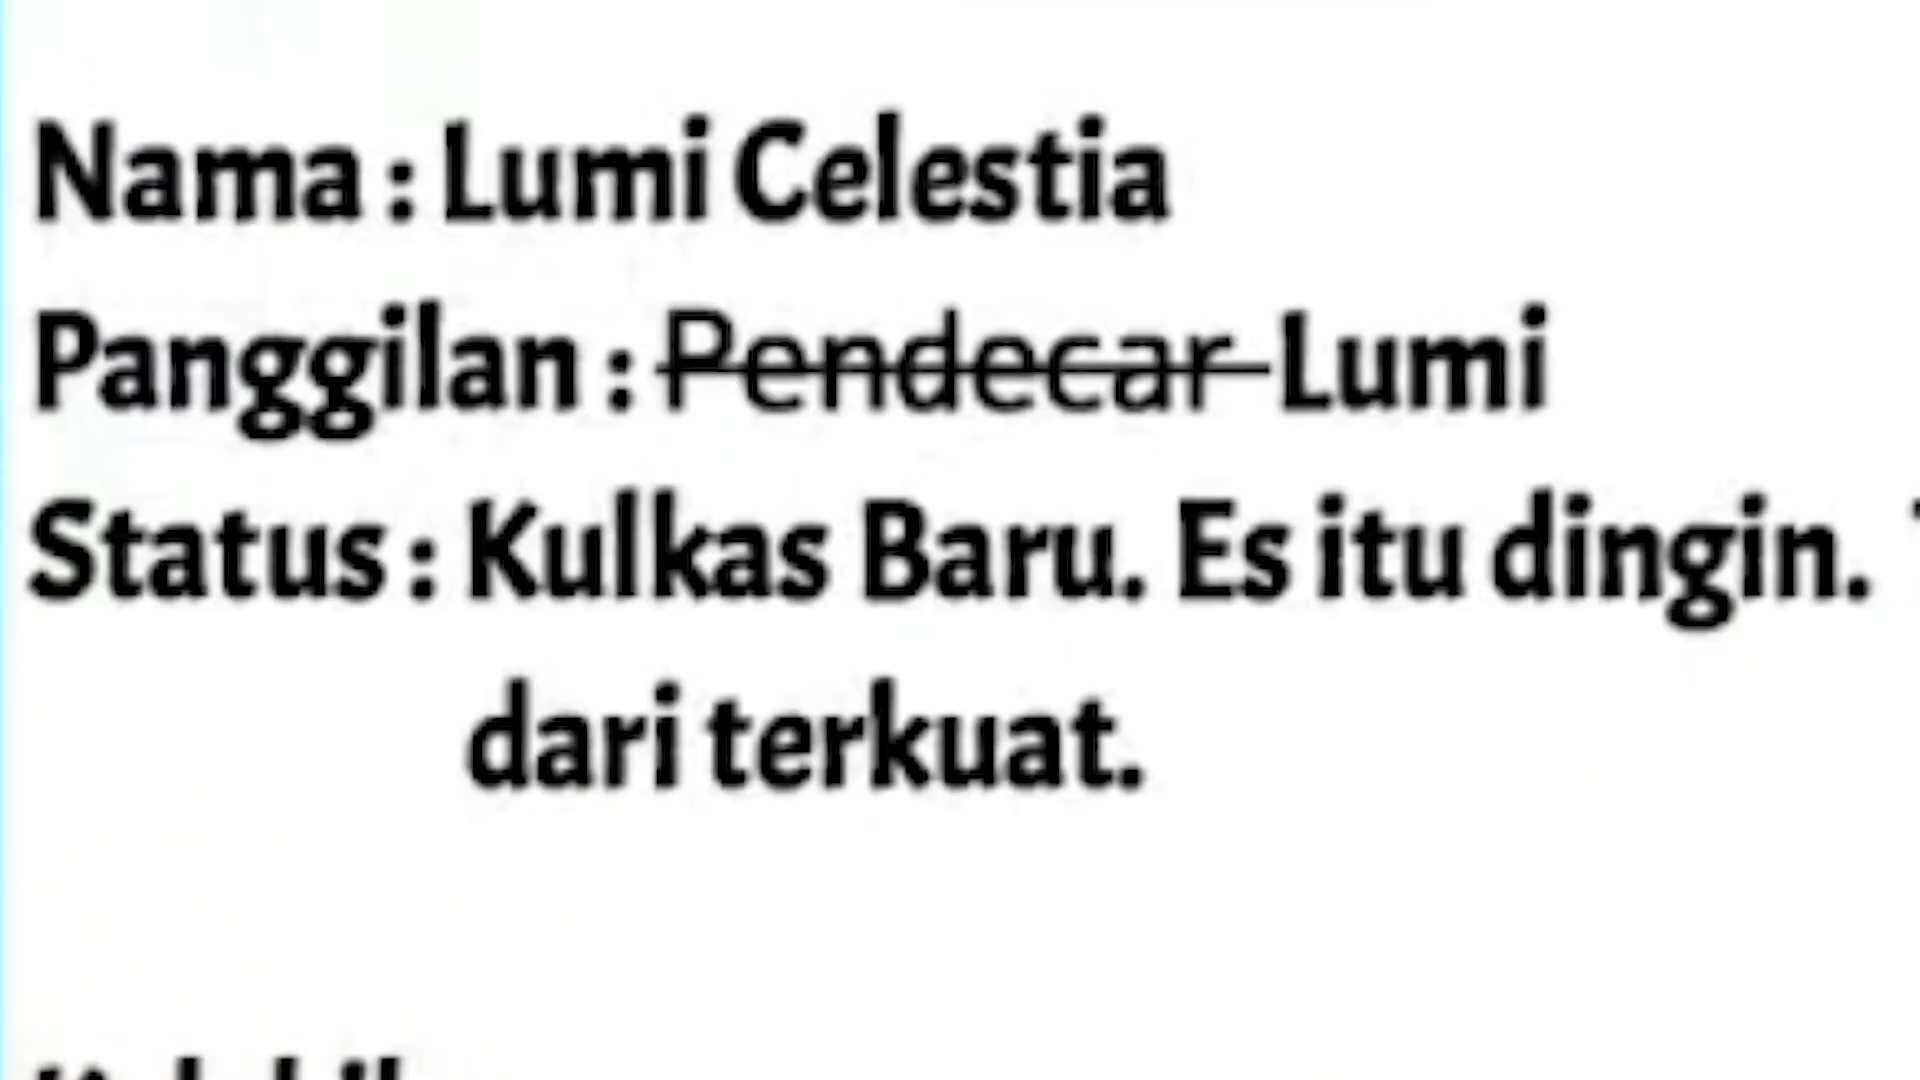 Nama : Lumi Celestia
Panggilan : ~~Pendecar~~ Lumi
Status : Kulkas Baru. Es itu dingin.
dari terkuat.